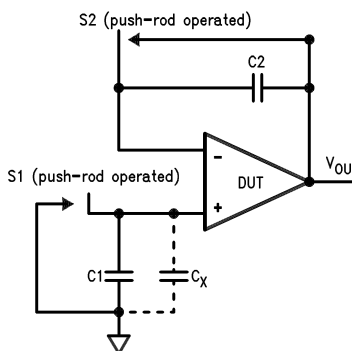 S2 (push-rod operated)
C2
S1 (push-rod operated)
-
DUT
+
VOU
C1
CX